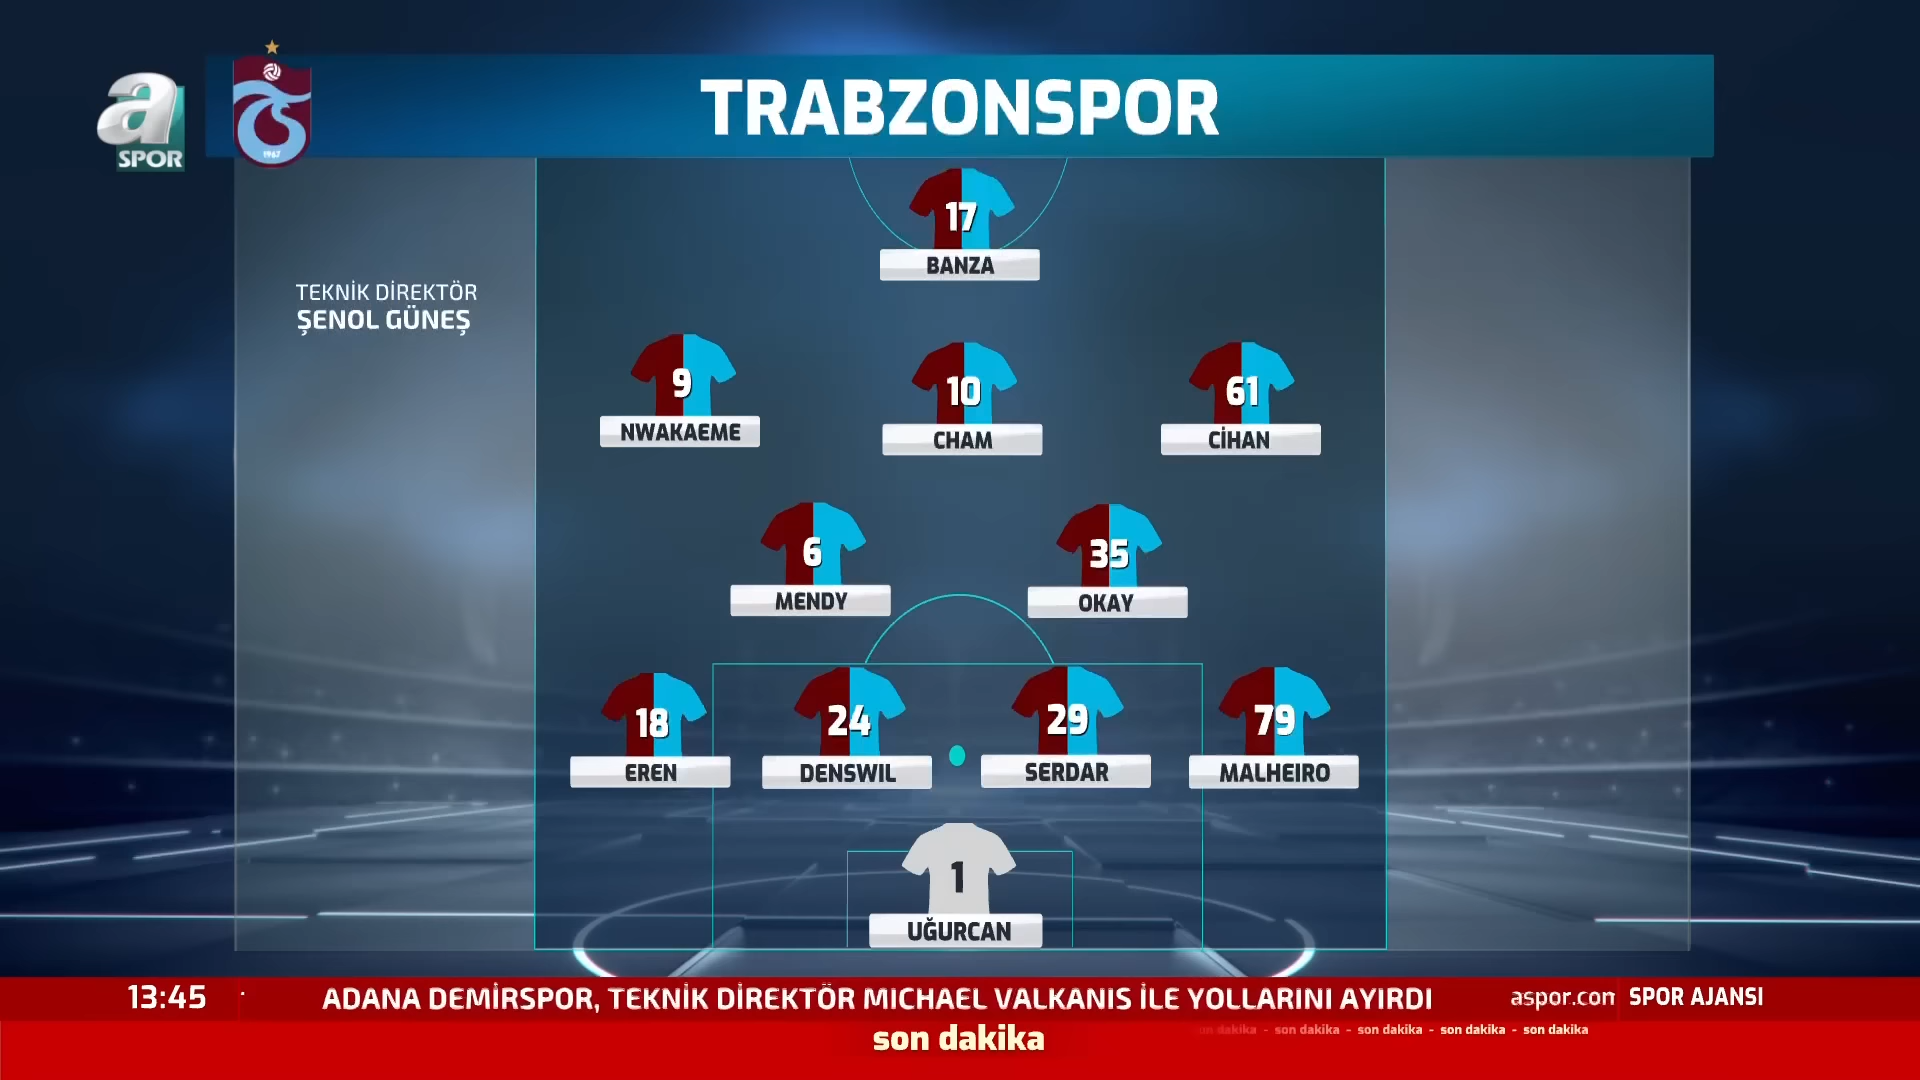 a
SPOR
1967
TRABZONSPOR
TEKNİK DİREKTÖR
ŞENOL GÜNEŞ
17
BANZA
9
NWAKAEME
10
CHAM
61
CİHAN
6
MENDY
35
OKAY
18
EREN
24
DENSWIL
29
SERDAR
79
MALHEIRO
1
UĞURCAN
13:45
ADANA DEMİRSPOR, TEKNİK DİREKTÖR MICHAEL VALKANIS İLE YOLLARINI AYIRDI
aspor.com
SPOR AJANSI
son dakika
son dakika - son dakika - son dakika - son dakika - son dakika